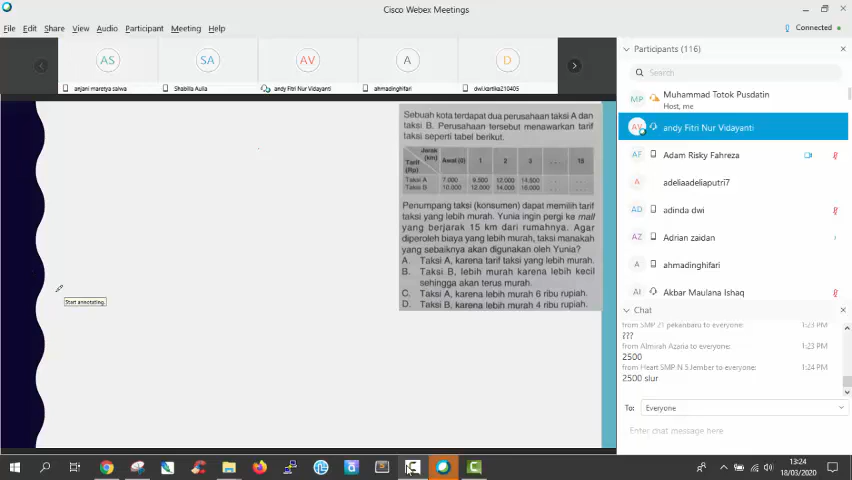 Cisco Webex Meetings
File Edit Share View Audio Participant Meeting Help
Connected
AS
SA
AV
A
D
anjani maretya salwa
Shabilla Aulia
andy Fitri Nur Vidayanti
ahmadinghifari
dwi.kartika210405
Sebuah kota terdapat dua perusahaan taksi A dan
taksi B. Perusahaan tersebut menawarkan tarif
taksi seperti tabel berikut.
Jarak (km)
Tarif (Rp)
Awal (d) 1 2 3 . . . 15
Taksi A 7.000 9.500 12.000 14.500 . . . . .
Taksi B 10.000 12.000 14.000 16.000 . . . . .
Penumpang taksi (konsumen) dapat memilih tarif
taksi yang lebih murah. Yunia ingin pergi ke mall
yang berjarak 15 km dari rumahnya. Agar
diperoleh biaya yang lebih murah, taksi manakah
yang sebaiknya akan digunakan oleh Yunia?
A. Taksi A, karena tarif taksi yang lebih murah.
B. Taksi B, lebih murah karena lebih kecil
sehingga akan terus murah.
C. Taksi A, karena lebih murah 6 ribu rupiah.
D. Taksi B, karena lebih murah 4 ribu rupiah.
Start annotating.
Participants (116)
Search
MP Muhammad Totok Pusdatin
Host, me
AV andy Fitri Nur Vidayanti
AF Adam Risky Fahreza
A adeliaadeliaputri7
AD adinda dwi
AZ Adrian zaidan
A ahmadinghifari
AI Akbar Maulana Ishaq
Chat
from SMP 21 pekanbaru to everyone: 1:23 PM
???
from Almirah Azaria to everyone: 1:23 PM
2500
from Heart SMP N 5 Jember to everyone: 1:24 PM
2500 slur
To: Everyone
Enter chat message here
13:24
18/03/2020